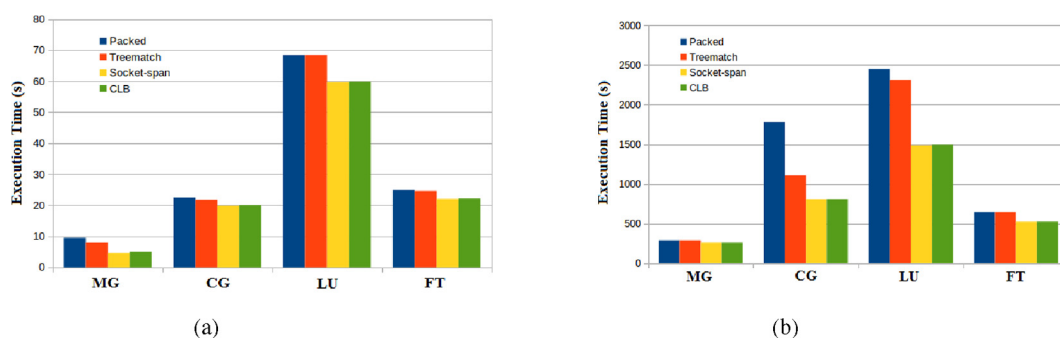 80
70
60
50
40
30
20
10
0
Execution Time (s)
Packed
Treematch
Socket-span
CLB
MG CG LU FT
(a)
3000
2500
2000
1500
1000
500
0
Execution Time (s)
Packed
Treematch
Socket-span
CLB
MG CG LU FT
(b)